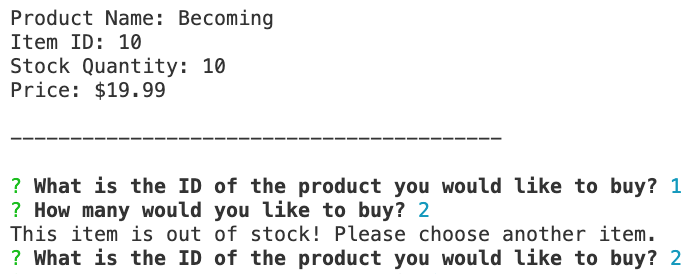 Product Name: Becoming
Item ID: 10
Stock Quantity: 10
Price: $19.99
_________________________________________
? What is the ID of the product you would like to buy? 1
? How many would you like to buy? 2
This item is out of stock! Please choose another item.
? What is the ID of the product you would like to buy? 2